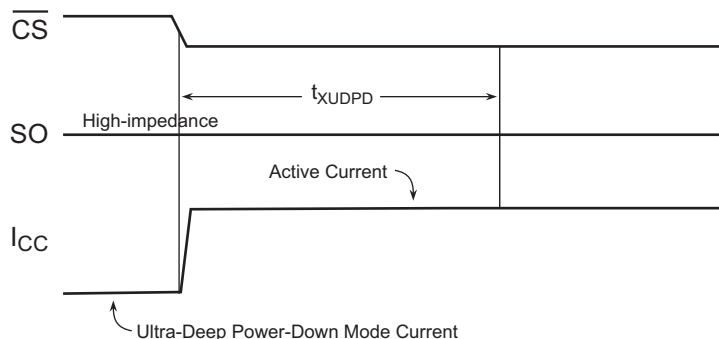 CS
tXUDPD
High-impedance
SO
Active Current
ICC
Ultra-Deep Power-Down Mode Current